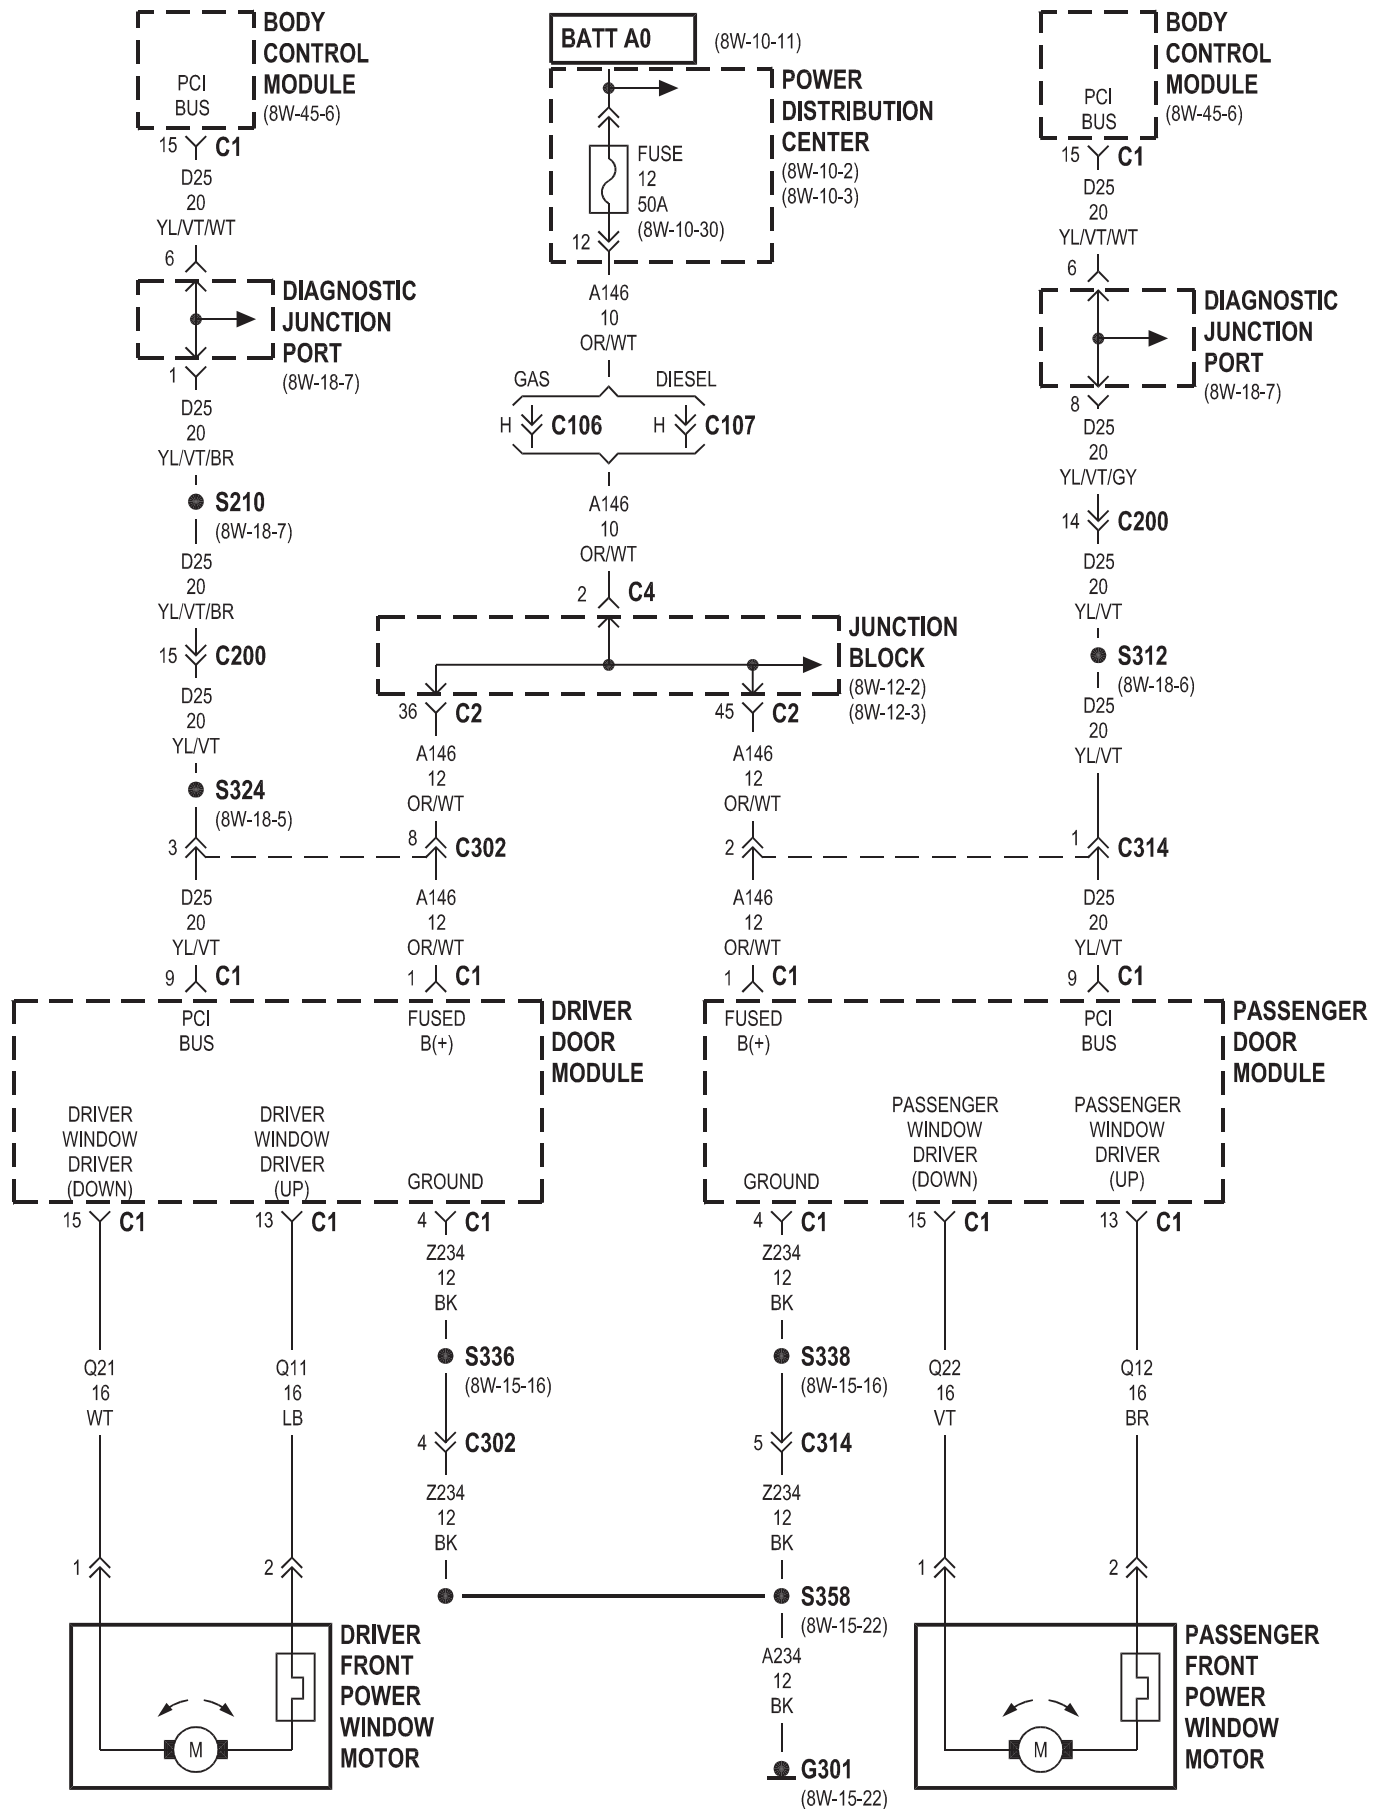 BODY
CONTROL
MODULE
(8W-45-6)
PCI
BUS
15
C1
D25
20
YL/VT/WT
6
DIAGNOSTIC
JUNCTION
PORT
(8W-18-7)
1
D25
20
YL/VT/BR
S210
(8W-18-7)
D25
20
YL/VT/BR
15
C200
D25
20
YL/VT
S324
(8W-18-5)
3
D25
20
YL/VT
9
C1
BATT A0
(8W-10-11)
POWER
DISTRIBUTION
CENTER
(8W-10-2)
(8W-10-3)
FUSE
12
50A
(8W-10-30)
12
A146
10
OR/WT
GAS
DIESEL
H
C106
H
C107
A146
10
OR/WT
2
C4
JUNCTION
BLOCK
(8W-12-2)
(8W-12-3)
36
C2
45
C2
A146
12
OR/WT
8
C302
A146
12
OR/WT
1
C1
A146
12
OR/WT
2
A146
12
OR/WT
1
C1
BODY
CONTROL
MODULE
(8W-45-6)
PCI
BUS
15
C1
D25
20
YL/VT/WT
6
DIAGNOSTIC
JUNCTION
PORT
(8W-18-7)
8
D25
20
YL/VT/GY
14
C200
D25
20
YL/VT
S312
(8W-18-6)
D25
20
YL/VT
1
C314
D25
20
YL/VT
9
C1
PCI
BUS
FUSED
B(+)
DRIVER
DOOR
MODULE
DRIVER
WINDOW
DRIVER
(DOWN)
DRIVER
WINDOW
DRIVER
(UP)
GROUND
FUSED
B(+)
PCI
BUS
PASSENGER
DOOR
MODULE
GROUND
PASSENGER
WINDOW
DRIVER
(DOWN)
PASSENGER
WINDOW
DRIVER
(UP)
15
C1
13
C1
4
C1
4
C1
15
C1
13
C1
Q21
16
WT
1
Q11
16
LB
2
Z234
12
BK
S336
(8W-15-16)
4
C302
Z234
12
BK
Z234
12
BK
S338
(8W-15-16)
5
C314
Z234
12
BK
S358
(8W-15-22)
A234
12
BK
G301
(8W-15-22)
Q22
16
VT
1
Q12
16
BR
2
DRIVER
FRONT
POWER
WINDOW
MOTOR
M
PASSENGER
FRONT
POWER
WINDOW
MOTOR
M